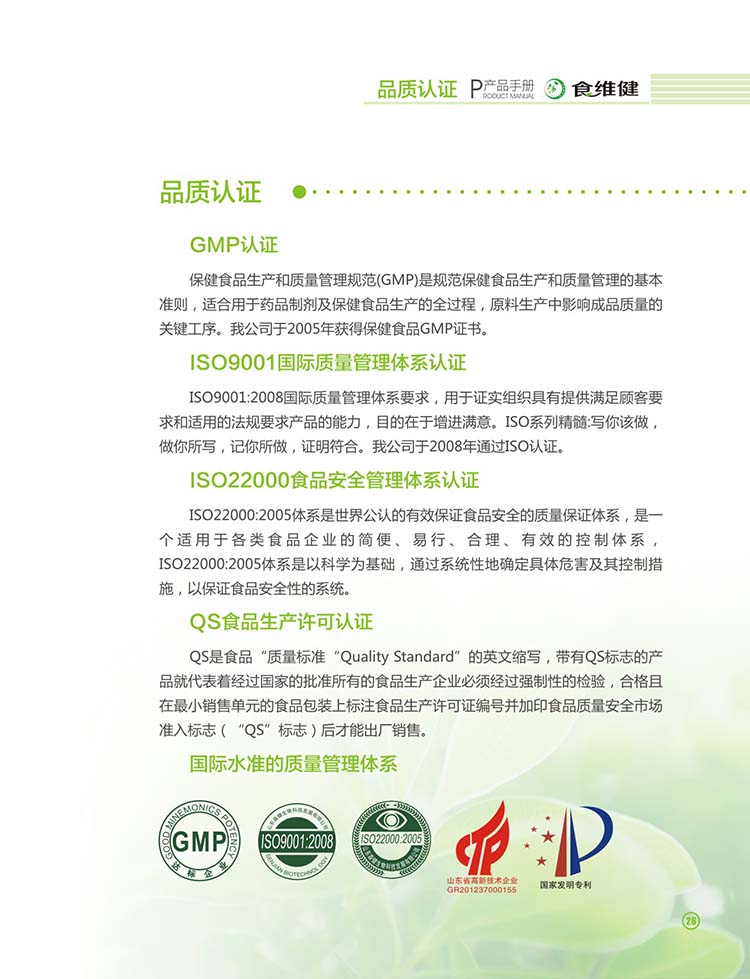 品质认证 P产品手册 RODUCT MANUAL 食维健
品质认证
GMP认证
保健食品生产和质量管理规范(GMP)是规范保健食品生产和质量管理的基本
准则，适合用于药品制剂及保健食品生产的全过程，原料生产中影响成品质量的
关键工序。我公司于2005年获得保健食品GMP证书。
ISO9001国际质量管理体系认证
ISO9001:2008国际质量管理体系要求，用于证实组织具有提供满足顾客要
求和适用的法规要求产品的能力，目的在于增进满意。ISO系列精髓:写你该做，
做你所写，记你所做，证明符合。我公司于2008年通过ISO认证。
ISO22000食品安全管理体系认证
ISO22000:2005体系是世界公认的有效保证食品安全的质量保证体系，是一
个适用于各类食品企业的简便、易行、合理、有效的控制体系，
ISO22000:2005体系是以科学为基础，通过系统性地确定具体危害及其控制措
施，以保证食品安全性的系统。
QS食品生产许可认证
QS是食品“质量标准“Quality Standard”的英文缩写，带有QS标志的产
品就代表着经过国家的批准所有的食品生产企业必须经过强制性的检验，合格且
在最小销售单元的食品包装上标注食品生产许可证编号并加印食品质量安全市场
准入标志（“QS”标志）后才能出厂销售。
国际水准的质量管理体系
GOOD MINEMONICS POTENCY
GMP
达标企业
ISO9001:2008
ISO22000:2005
山东省高新技术企业
GR201237000155
国家发明专利
26